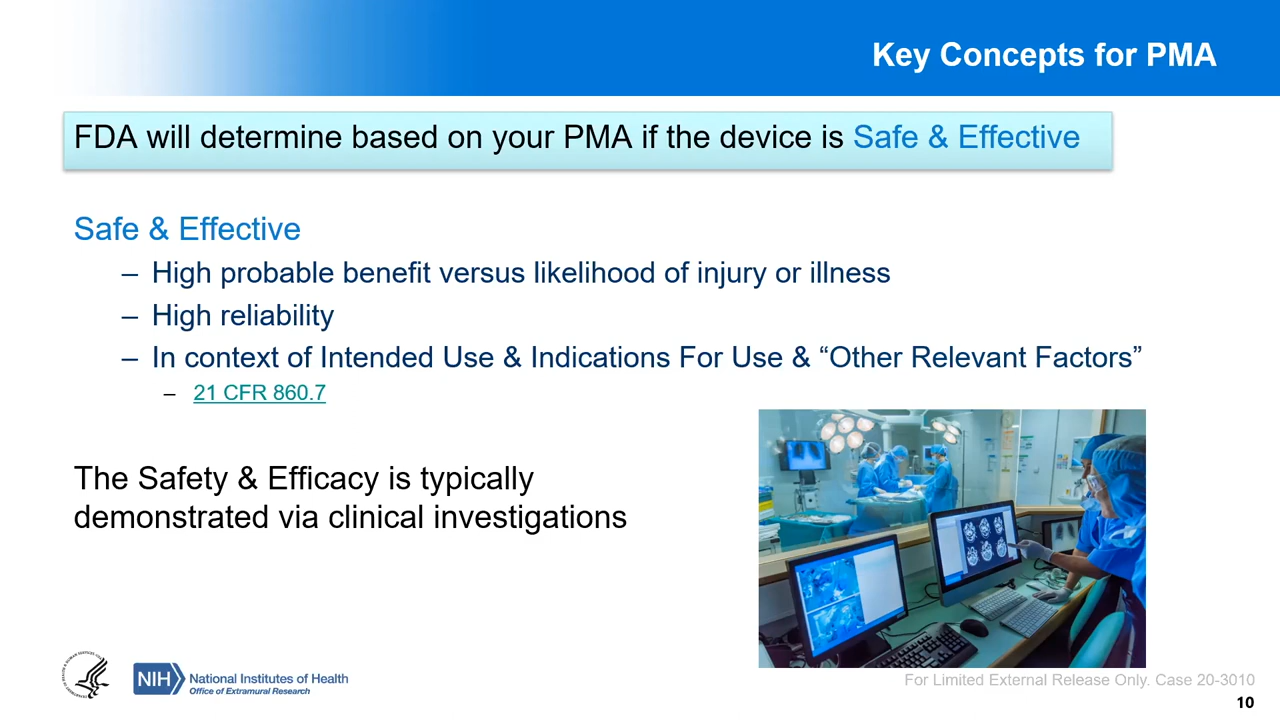 Key Concepts for PMA
FDA will determine based on your PMA if the device is Safe & Effective
Safe & Effective
– High probable benefit versus likelihood of injury or illness
– High reliability
– In context of Intended Use & Indications For Use & “Other Relevant Factors”
– 21 CFR 860.7
The Safety & Efficacy is typically
demonstrated via clinical investigations
NIH
National Institutes of Health
Office of Extramural Research
For Limited External Release Only. Case 20-3010
10